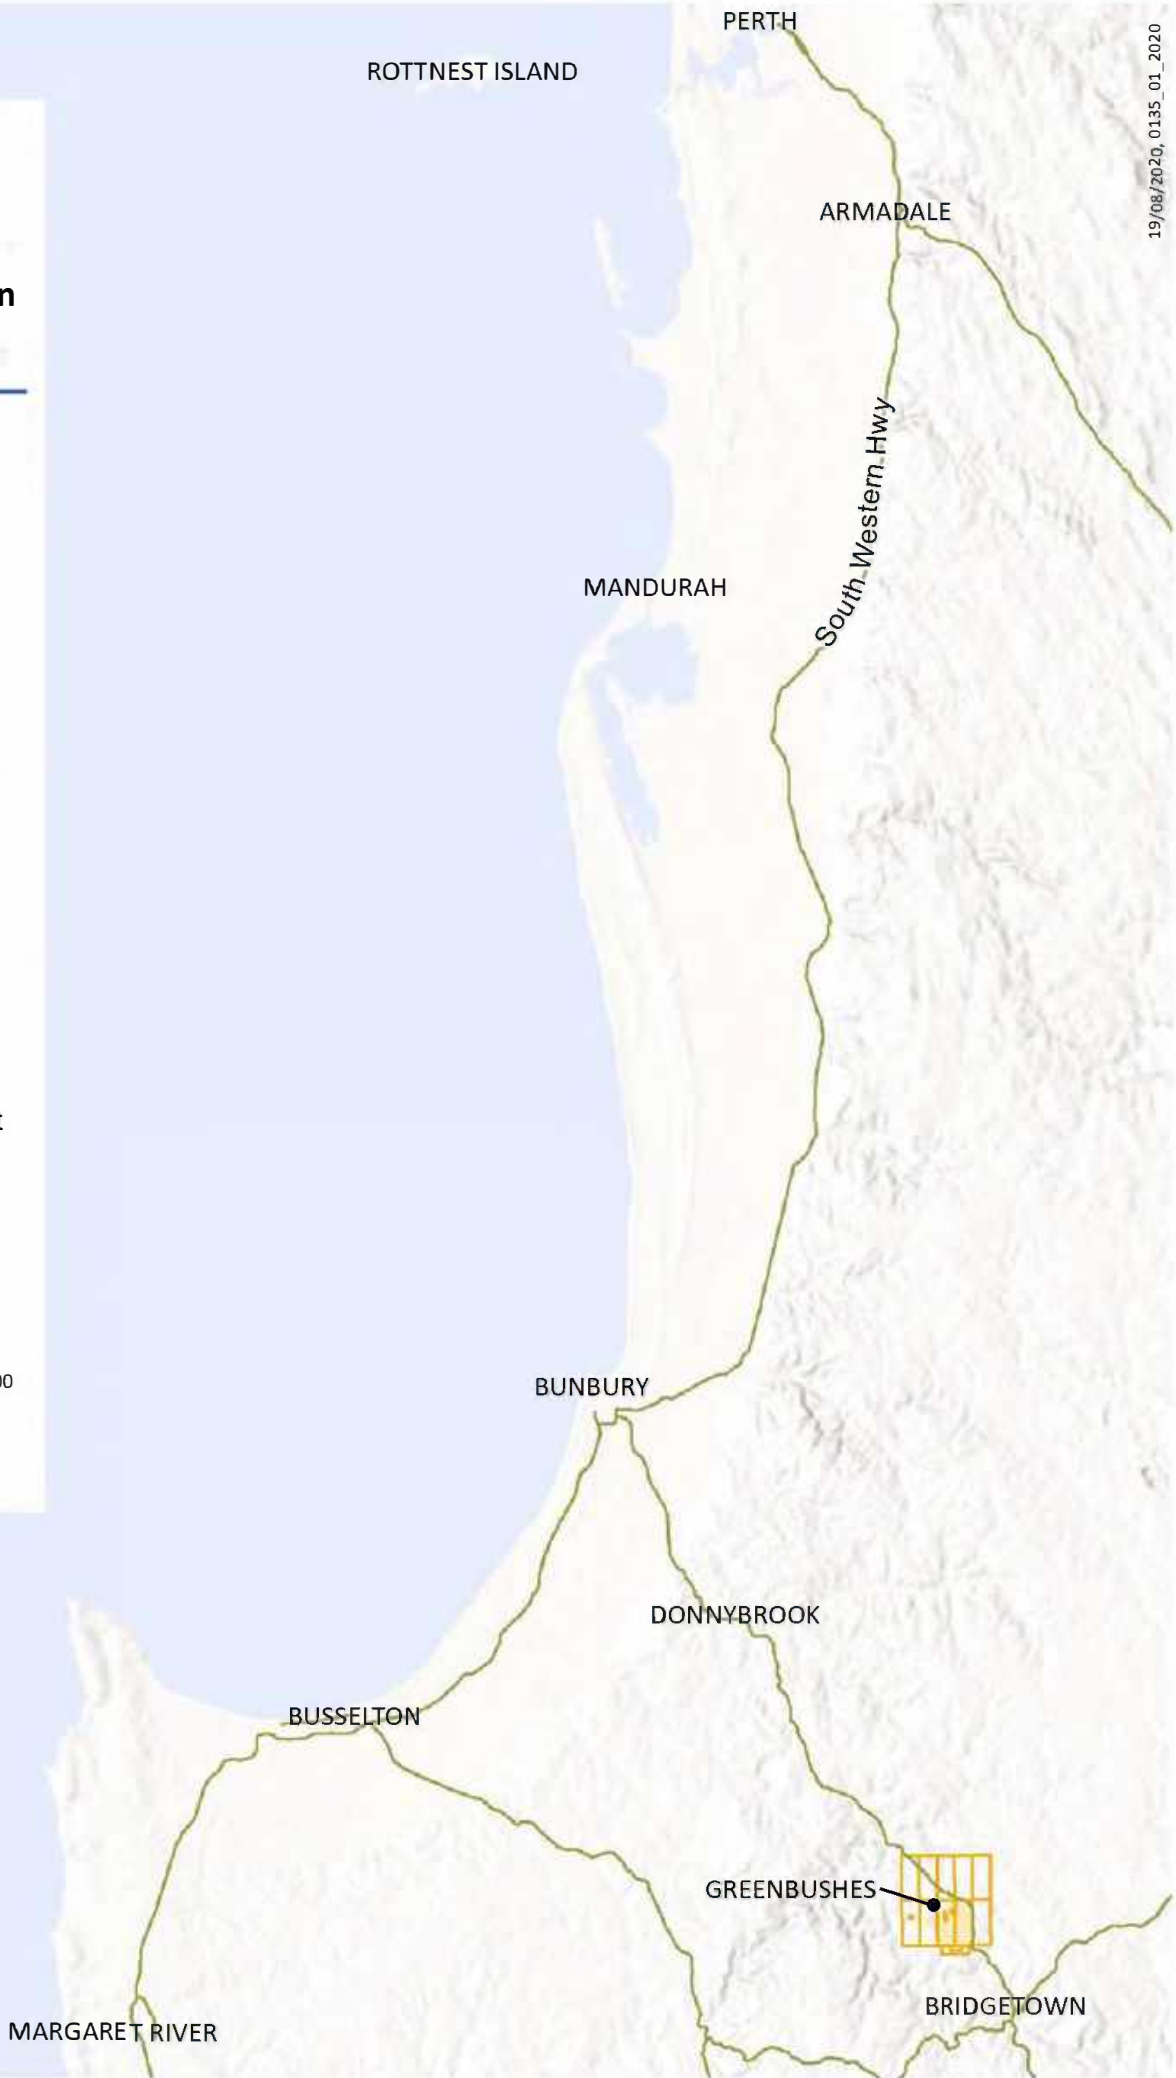 PERTH
ROTTNEST ISLAND
19/08/2020, 0135_01_2020
ARMADALE
n
South Western Hwy
MANDURAH
t
00
BUNBURY
DONNYBROOK
BUSSELTON
GREENBUSHES
BRIDGETOWN
MARGARET RIVER